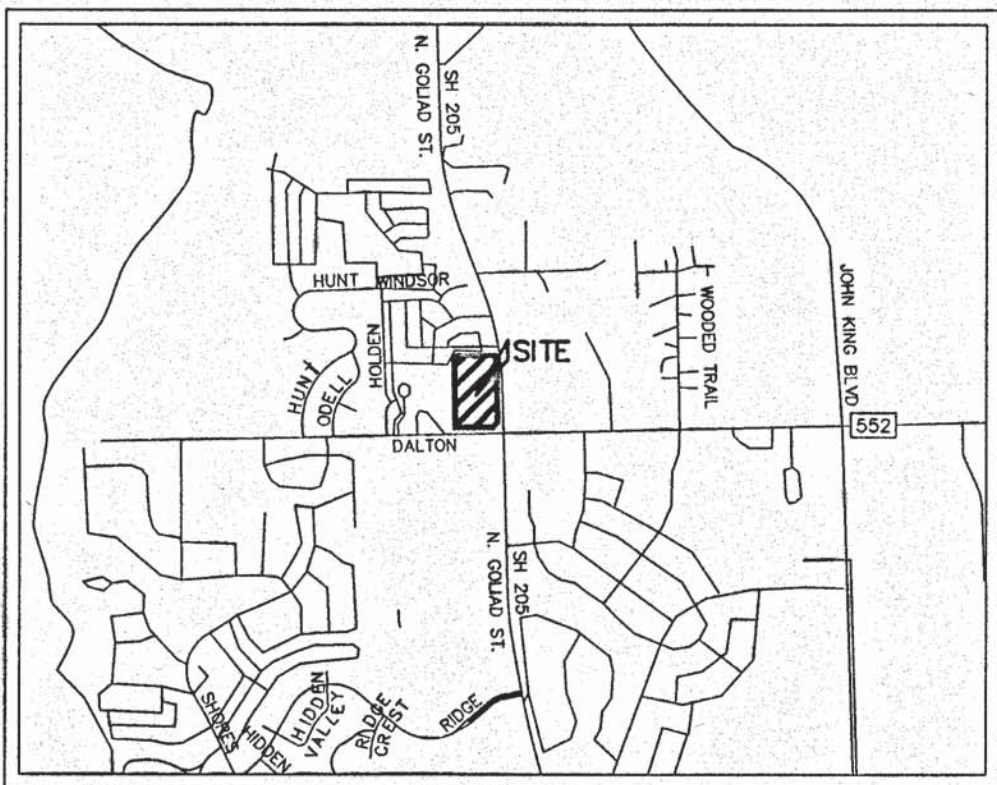 N. GOLIAD ST.
SH 205
JOHN KING BLVD
HUNT
WINDSOR
WOODED TRAIL
SITE
HOLDEN
HUNT
ODELL
552
DALTON
N. GOLIAD ST.
SH 205
SHORES
HIDDEN
HIDDEN
VALLEY
RIDGE
CREST
RIDGE